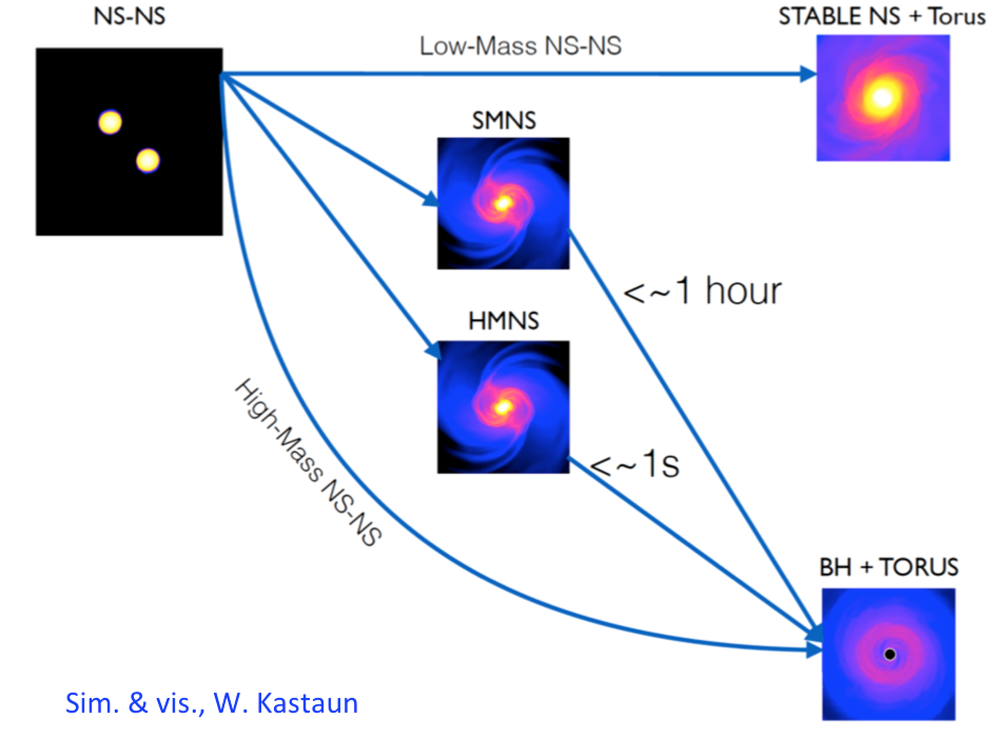 NS-NS
STABLE NS + Torus
Low-Mass NS-NS
SMNS
<~1 hour
HMNS
<~1s
High-Mass NS-NS
BH + TORUS
Sim. & vis., W. Kastaun